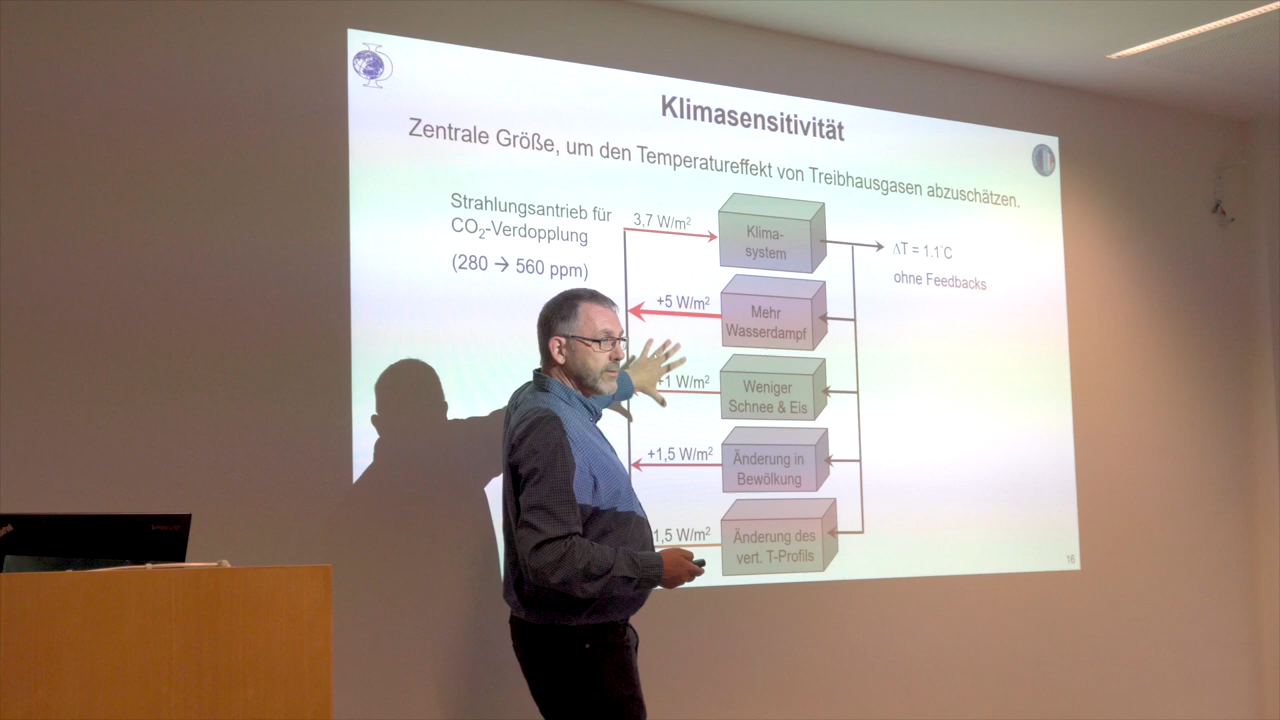 Klimasensitivität
Zentrale Größe, um den Temperatureffekt von Treibhausgasen abzuschätzen.
Strahlungsantrieb für
CO₂-Verdopplung
(280 → 560 ppm)
3,7 W/m²
Klima-
system
ΔT = 1.1°C
ohne Feedbacks
+5 W/m²
Mehr
Wasserdampf
+1 W/m²
Weniger
Schnee & Eis
+1,5 W/m²
Änderung in
Bewölkung
1,5 W/m²
Änderung des
vert. T-Profils
16